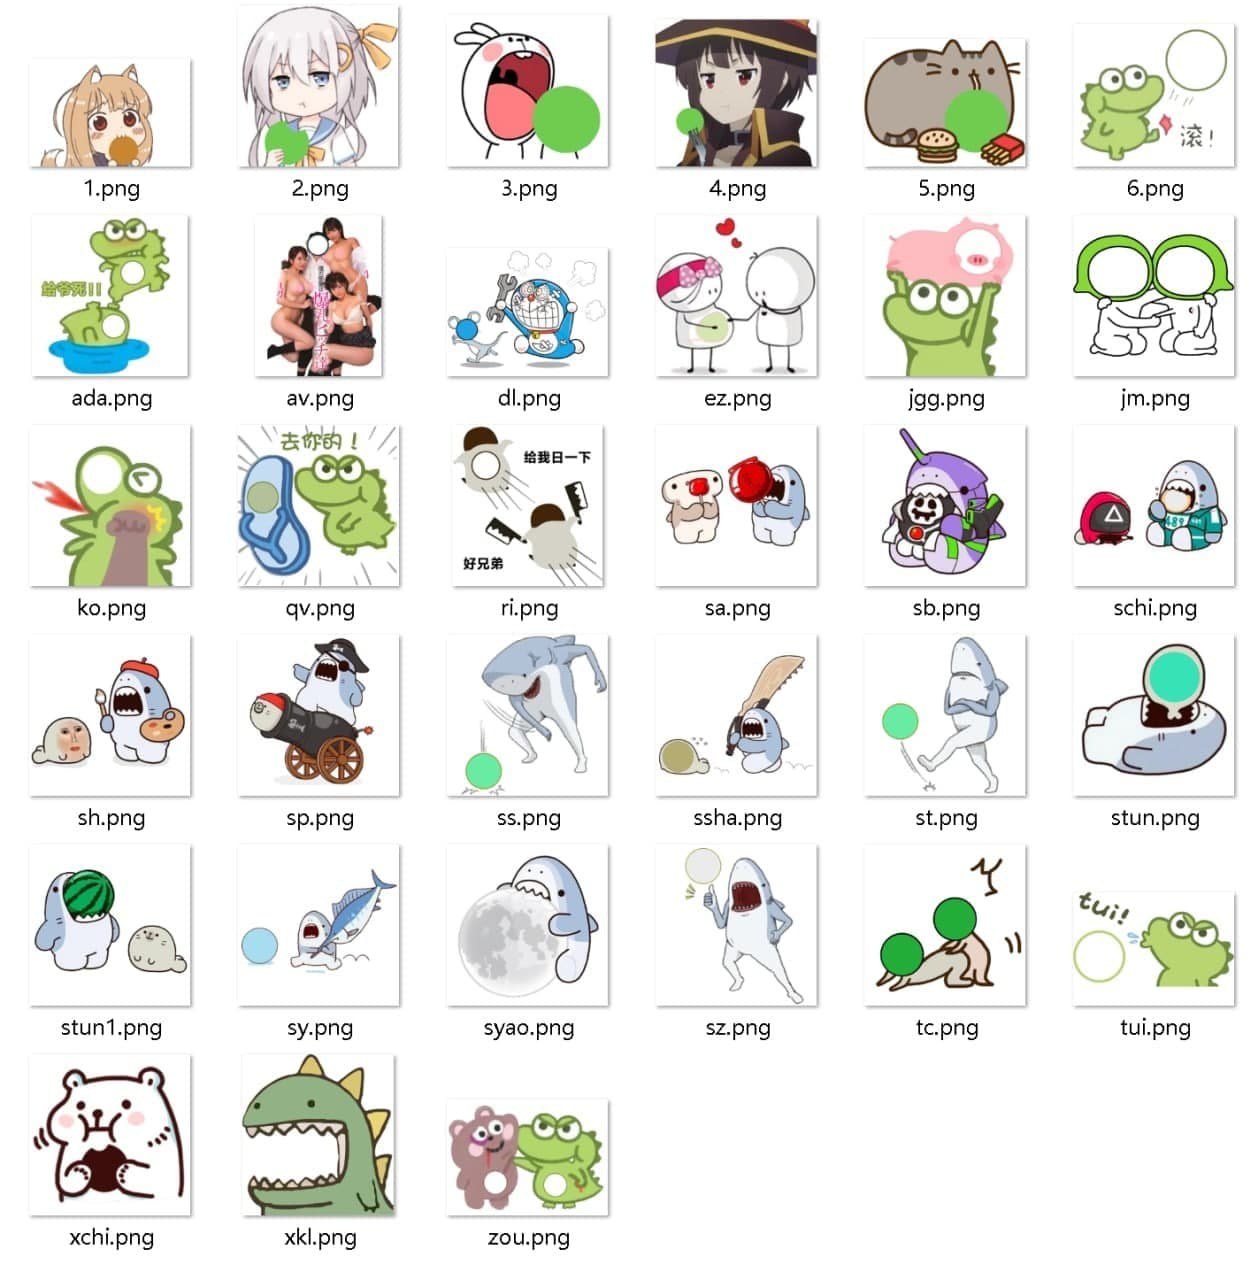 滚!
1.png 2.png 3.png 4.png 5.png 6.png
给爷死!!
ada.png av.png dl.png ez.png jgg.png jm.png
去你的!
给我日一下
好兄弟
489
ko.png qv.png ri.png sa.png sb.png schi.png
sh.png sp.png ss.png ssha.png st.png stun.png
tui!
stun1.png sy.png syao.png sz.png tc.png tui.png
xchi.png xkl.png zou.png